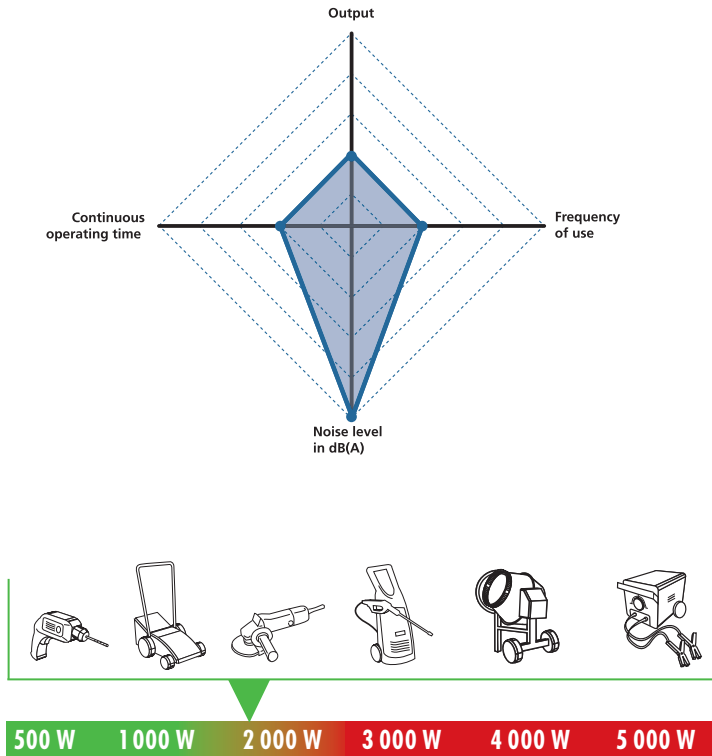 Output
Continuous
operating time
Frequency
of use
Noise level
in dB(A)
500 W 1 000 W 2 000 W 3 000 W 4 000 W 5 000 W